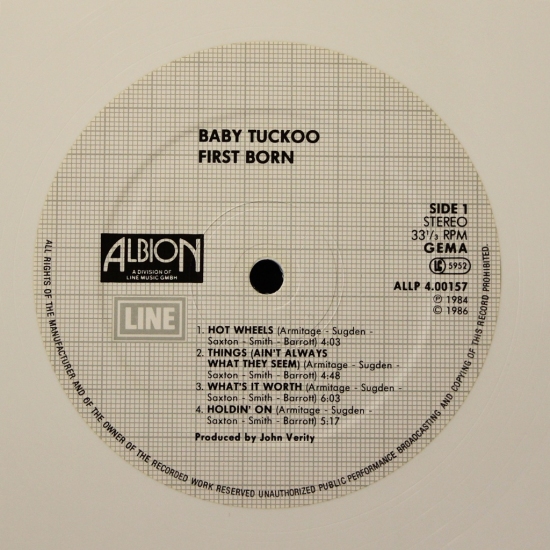 BABY TUCKOO
FIRST BORN
SIDE 1
STEREO
33 1/3 RPM
GEMA
LC 5952
ALLP 4.00157
℗ 1984
© 1986
ALBION
A DIVISION OF
LINE MUSIC GMBH
LINE
1. HOT WHEELS (Armitage - Sugden -
Saxton - Smith - Barrott) 4:03
2. THINGS (AIN'T ALWAYS
WHAT THEY SEEM) (Armitage - Sugden -
Saxton - Smith - Barrott) 4:48
3. WHAT'S IT WORTH (Armitage - Sugden -
Saxton - Smith - Barrott) 6:03
4. HOLDIN' ON (Armitage - Sugden -
Saxton - Smith - Barrott) 5:17
Produced by John Verity
ALL RIGHTS OF THE MANUFACTURER AND OF THE OWNER OF THE RECORDED WORK RESERVED UNAUTHORIZED PUBLIC PERFORMANCE BROADCASTING AND COPYING OF THIS RECORD PROHIBITED.